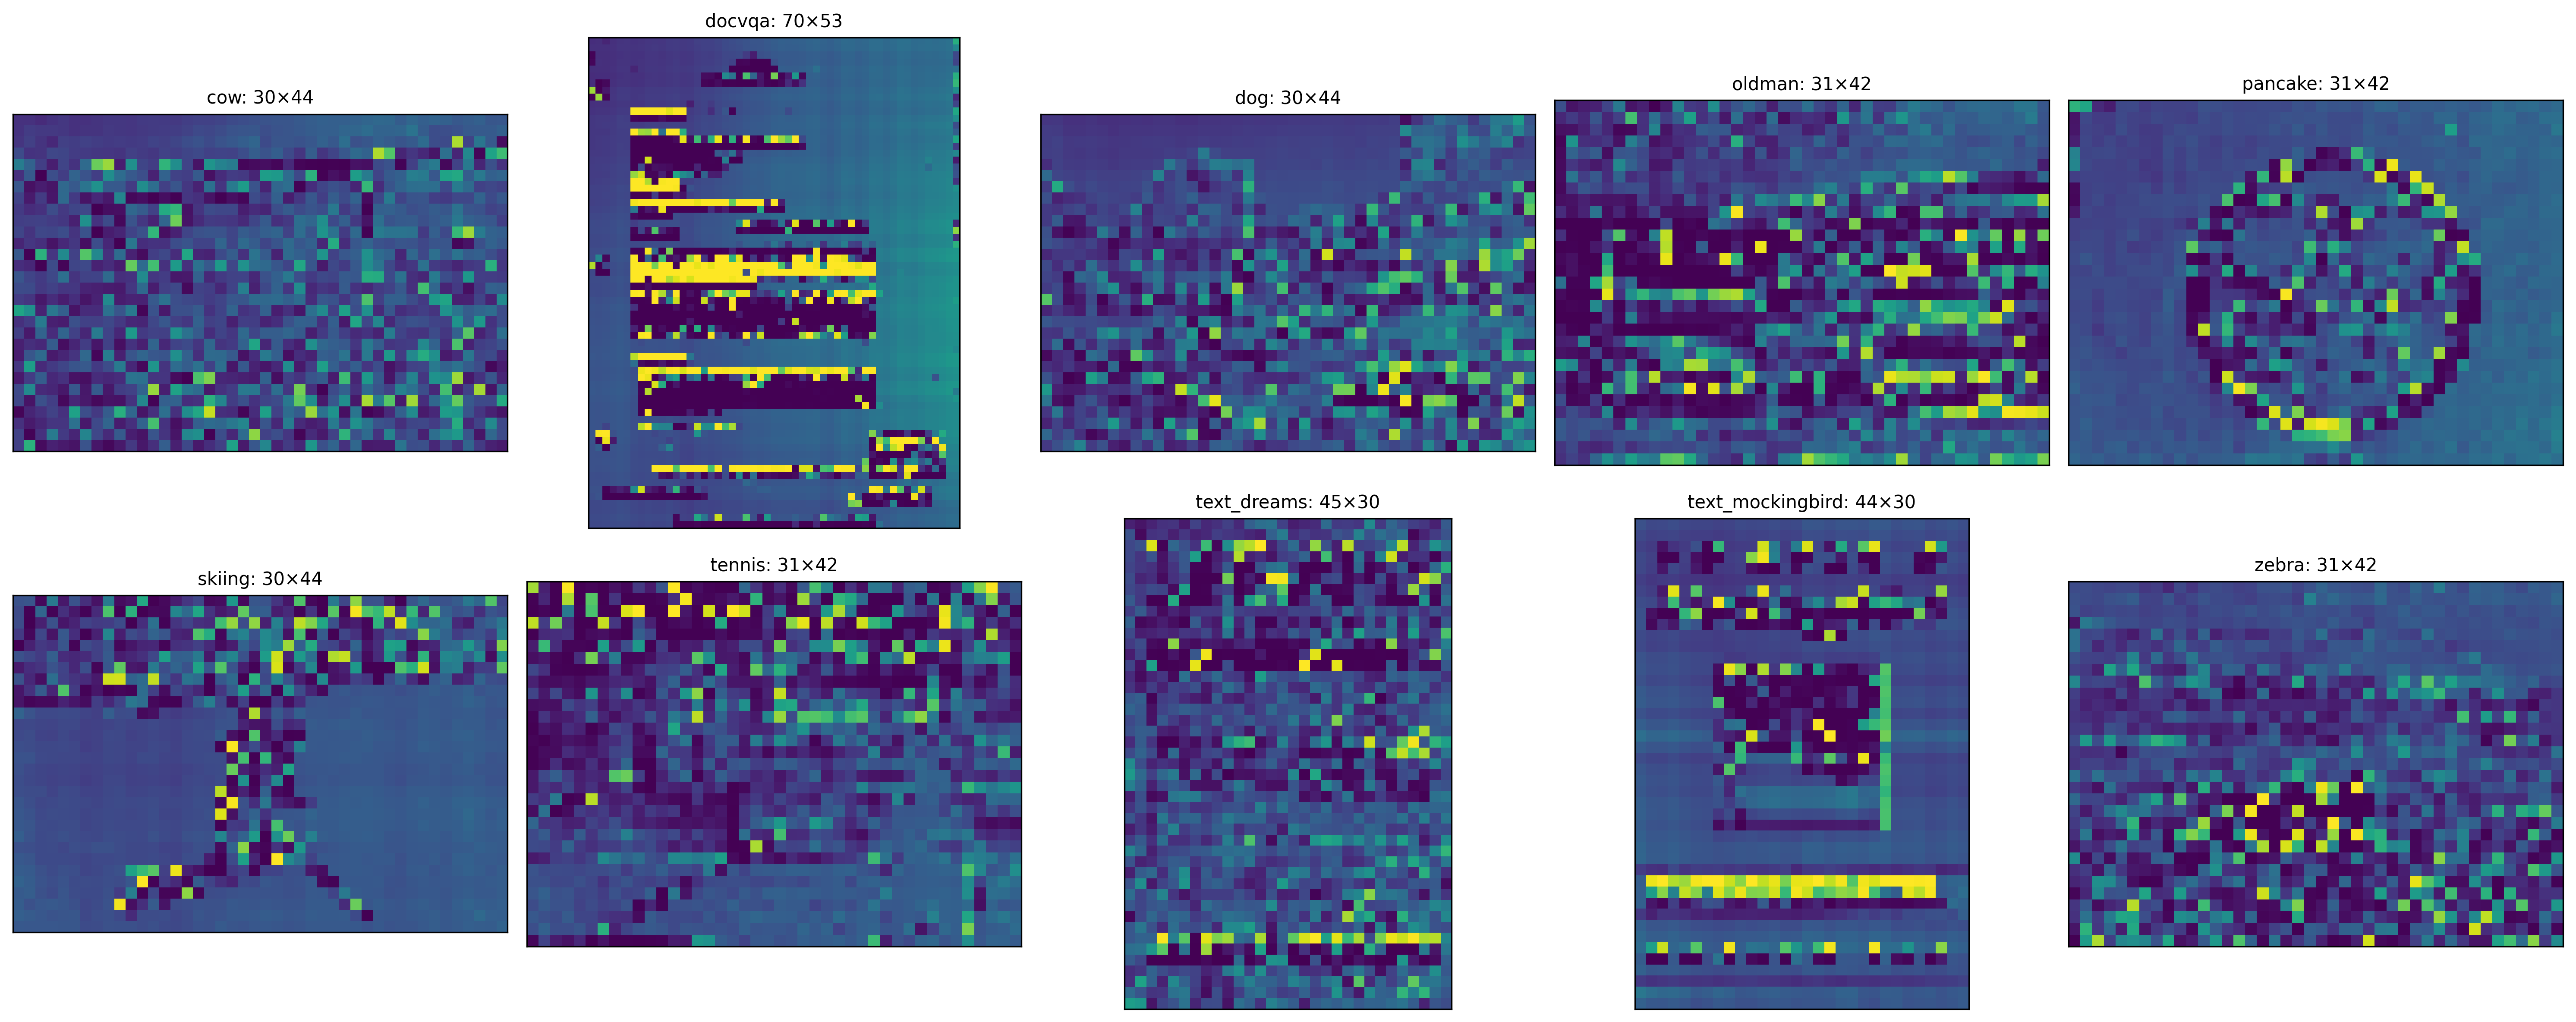 cow: 30×44
docvqa: 70×53
dog: 30×44
oldman: 31×42
pancake: 31×42
skiing: 30×44
tennis: 31×42
text_dreams: 45×30
text_mockingbird: 44×30
zebra: 31×42